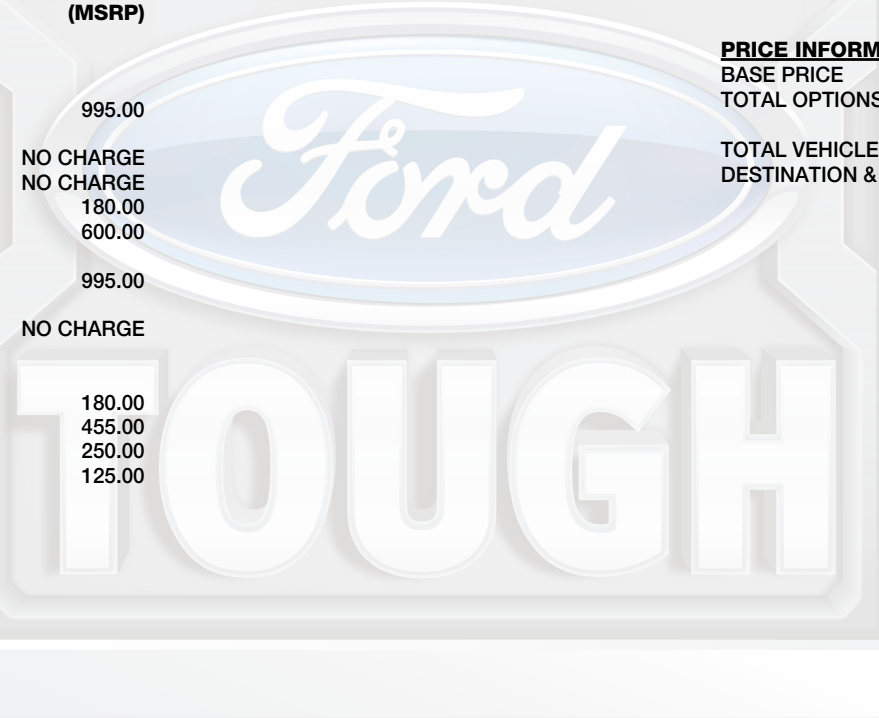 (MSRP)
PRICE INFORM
BASE PRICE
995.00
TOTAL OPTIONS
NO CHARGE
TOTAL VEHICLE
NO CHARGE
DESTINATION &
180.00
600.00
995.00
NO CHARGE
180.00
455.00
250.00
125.00
Ford
TOUGH